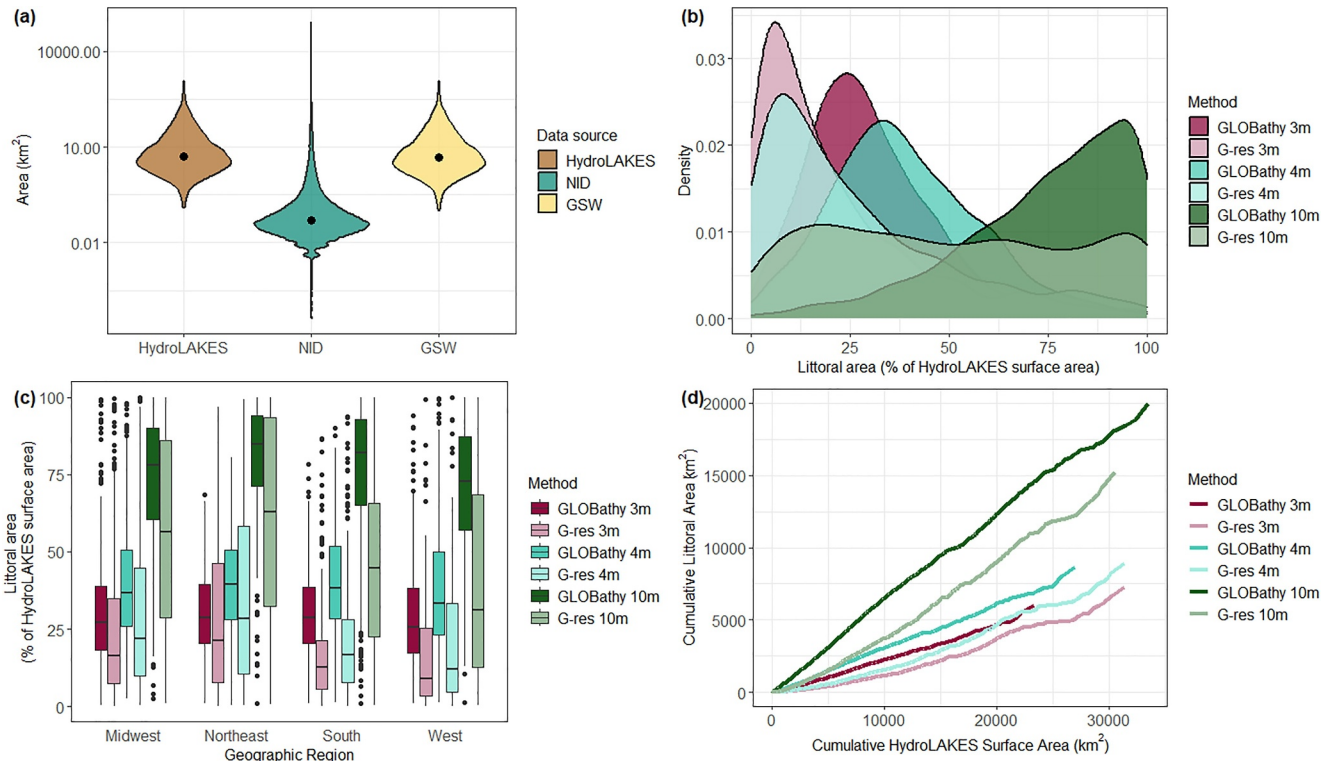 (a)
Area (km2)
10000.00
10.00
0.01
HydroLAKES
NID
GSW
Data source
HydroLAKES
NID
GSW
(b)
Density
0.03
0.02
0.01
0.00
0
25
50
75
100
Littoral area (% of HydroLAKES surface area)
Method
GLOBathy 3m
G-res 3m
GLOBathy 4m
G-res 4m
GLOBathy 10m
G-res 10m
(c)
Littoral area
(% of HydroLAKES surface area)
100
75
50
25
0
Midwest
Northeast
South
West
Geographic Region
Method
GLOBathy 3m
G-res 3m
GLOBathy 4m
G-res 4m
GLOBathy 10m
G-res 10m
(d)
Cumulative Littoral Area (km2)
20000
15000
10000
5000
0
0
10000
20000
30000
Cumulative HydroLAKES Surface Area (km2)
Method
GLOBathy 3m
G-res 3m
GLOBathy 4m
G-res 4m
GLOBathy 10m
G-res 10m